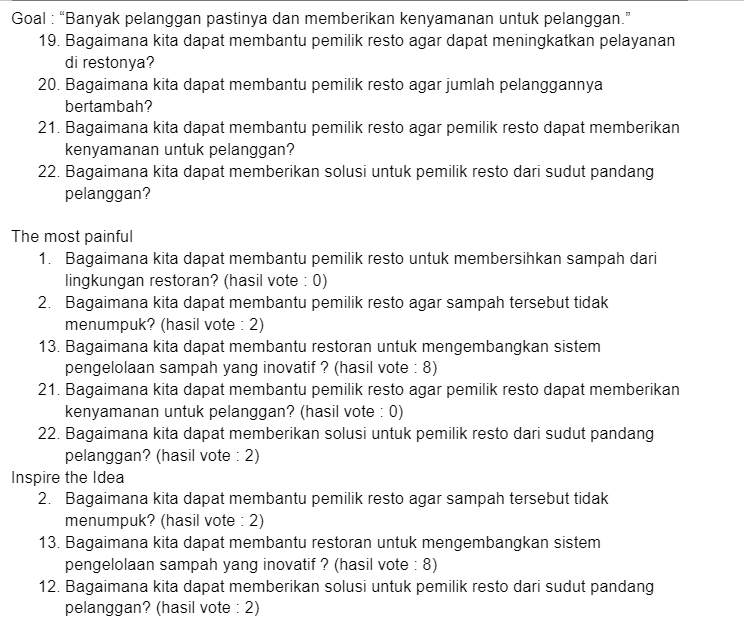 Goal : “Banyak pelanggan pastinya dan memberikan kenyamanan untuk pelanggan.”
19. Bagaimana kita dapat membantu pemilik resto agar dapat meningkatkan pelayanan
di restonya?
20. Bagaimana kita dapat membantu pemilik resto agar jumlah pelanggannya
bertambah?
21. Bagaimana kita dapat membantu pemilik resto agar pemilik resto dapat memberikan
kenyamanan untuk pelanggan?
22. Bagaimana kita dapat memberikan solusi untuk pemilik resto dari sudut pandang
pelanggan?
The most painful
1. Bagaimana kita dapat membantu pemilik resto untuk membersihkan sampah dari
lingkungan restoran? (hasil vote : 0)
2. Bagaimana kita dapat membantu pemilik resto agar sampah tersebut tidak
menumpuk? (hasil vote : 2)
13. Bagaimana kita dapat membantu restoran untuk mengembangkan sistem
pengelolaan sampah yang inovatif ? (hasil vote : 8)
21. Bagaimana kita dapat membantu pemilik resto agar pemilik resto dapat memberikan
kenyamanan untuk pelanggan? (hasil vote : 0)
22. Bagaimana kita dapat memberikan solusi untuk pemilik resto dari sudut pandang
pelanggan? (hasil vote : 2)
Inspire the Idea
2. Bagaimana kita dapat membantu pemilik resto agar sampah tersebut tidak
menumpuk? (hasil vote : 2)
13. Bagaimana kita dapat membantu restoran untuk mengembangkan sistem
pengelolaan sampah yang inovatif ? (hasil vote : 8)
12. Bagaimana kita dapat memberikan solusi untuk pemilik resto dari sudut pandang
pelanggan? (hasil vote : 2)